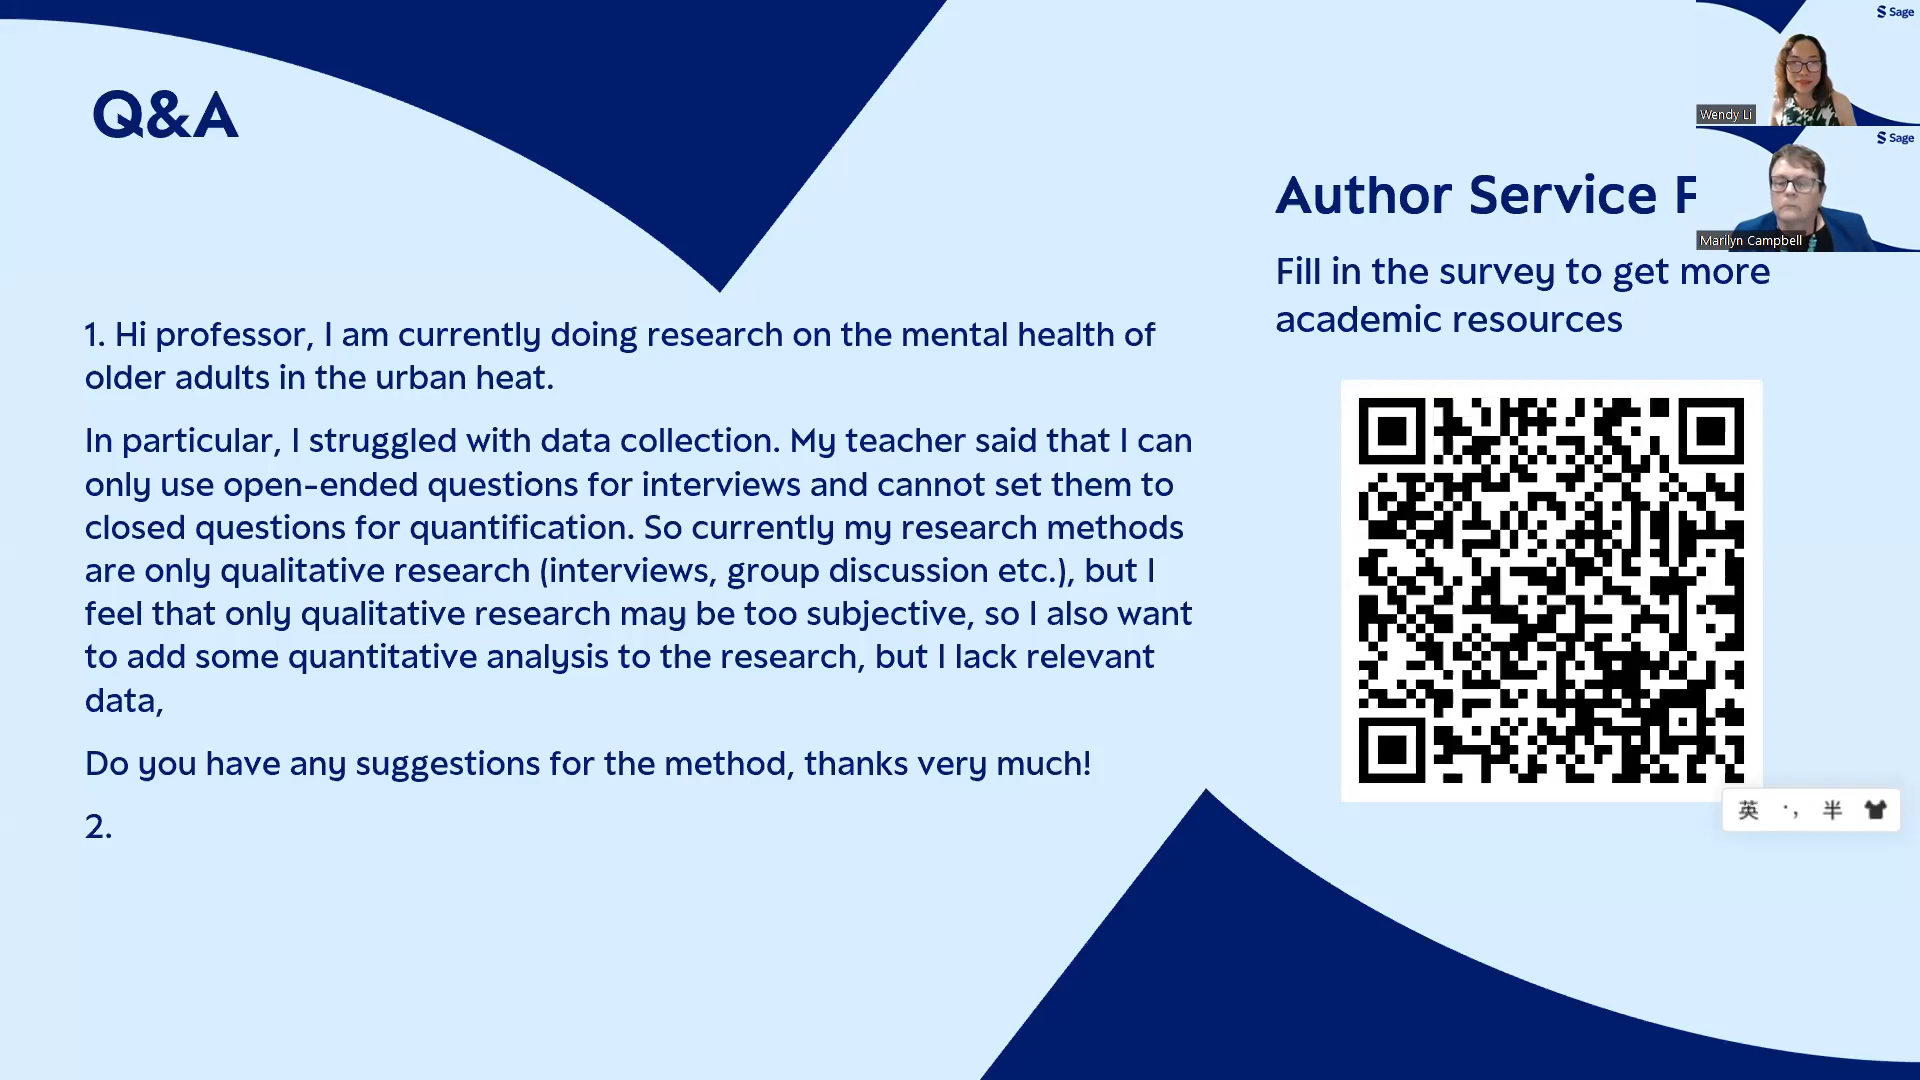 Q&A
1. Hi professor, I am currently doing research on the mental health of
older adults in the urban heat.
In particular, I struggled with data collection. My teacher said that I can
only use open-ended questions for interviews and cannot set them to
closed questions for quantification. So currently my research methods
are only qualitative research (interviews, group discussion etc.), but I
feel that only qualitative research may be too subjective, so I also want
to add some quantitative analysis to the research, but I lack relevant
data,
Do you have any suggestions for the method, thanks very much!
2.
Author Service F
Fill in the survey to get more
academic resources
Sage
Wendy Li
Sage
Marilyn Campbell
英 ·, 半